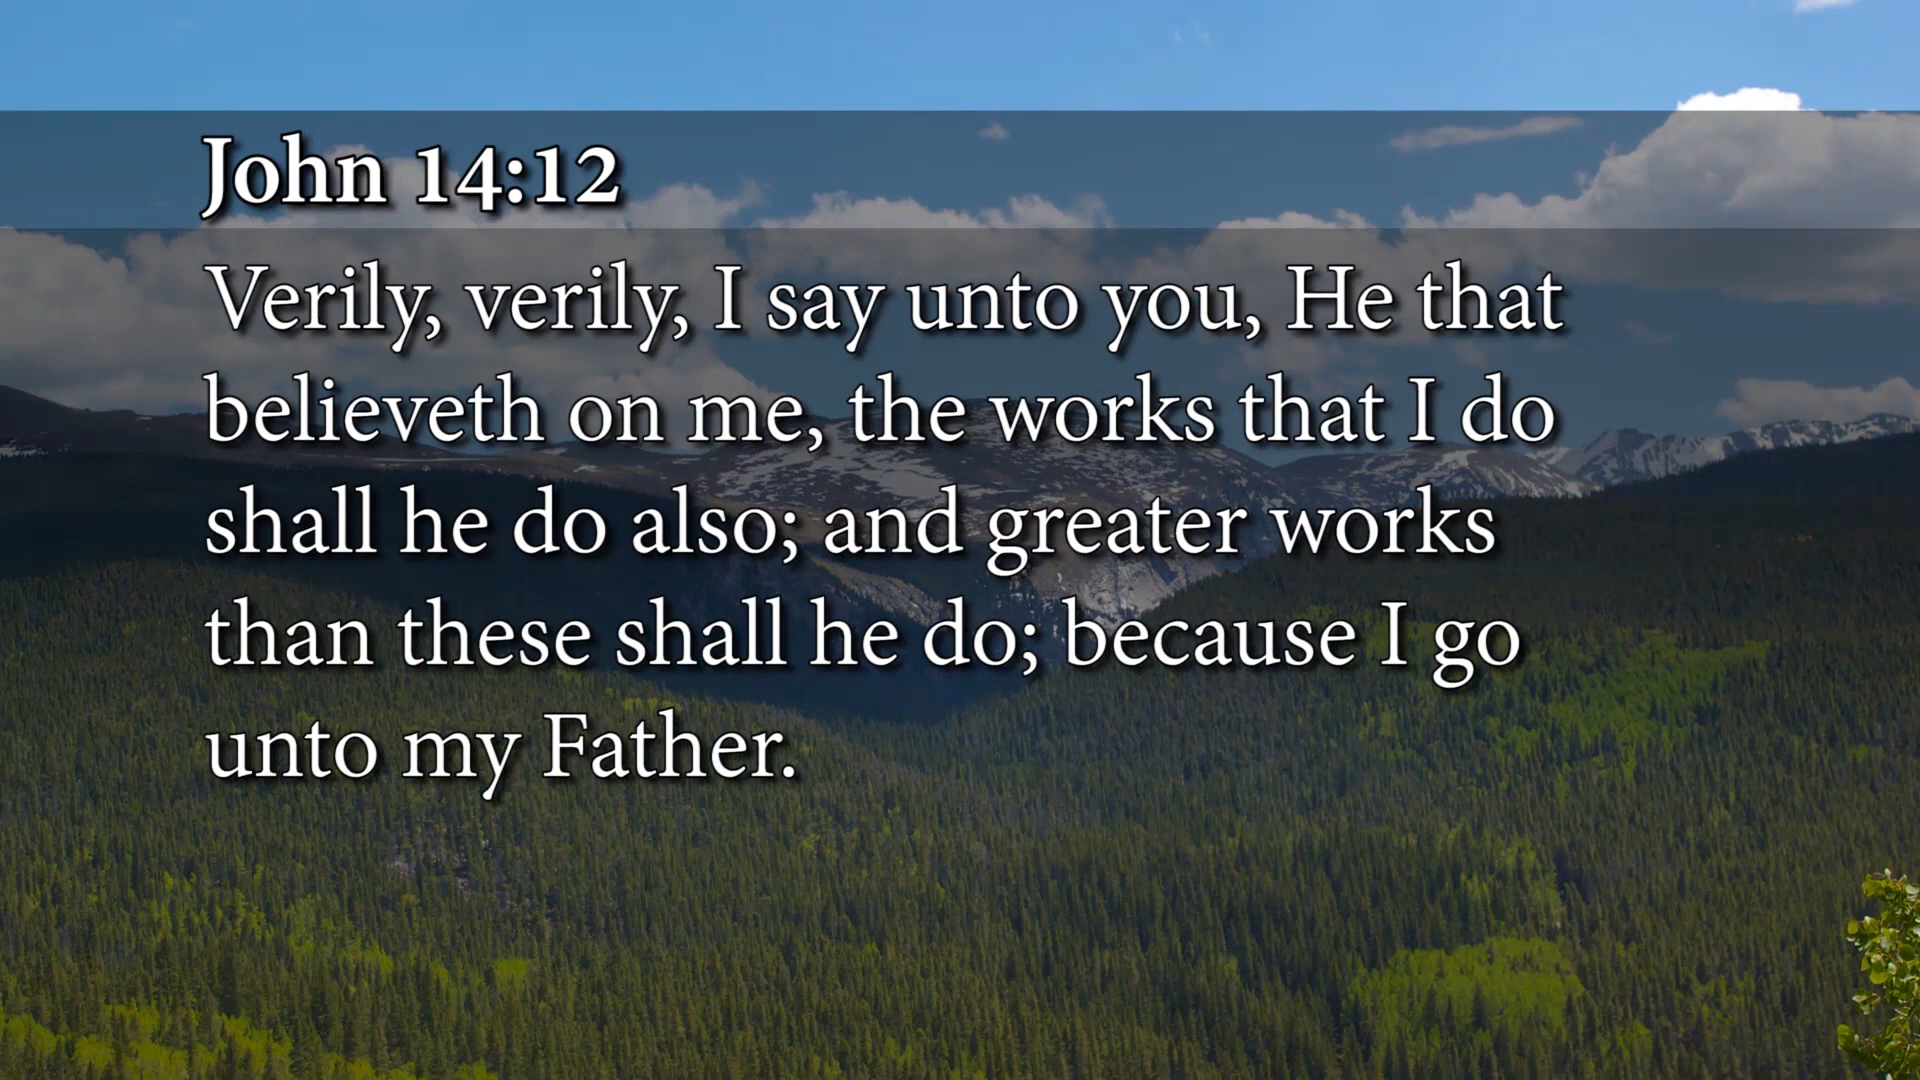 John 14:12
Verily, verily, I say unto you, He that
believeth on me, the works that I do
shall he do also; and greater works
than these shall he do; because I go
unto my Father.